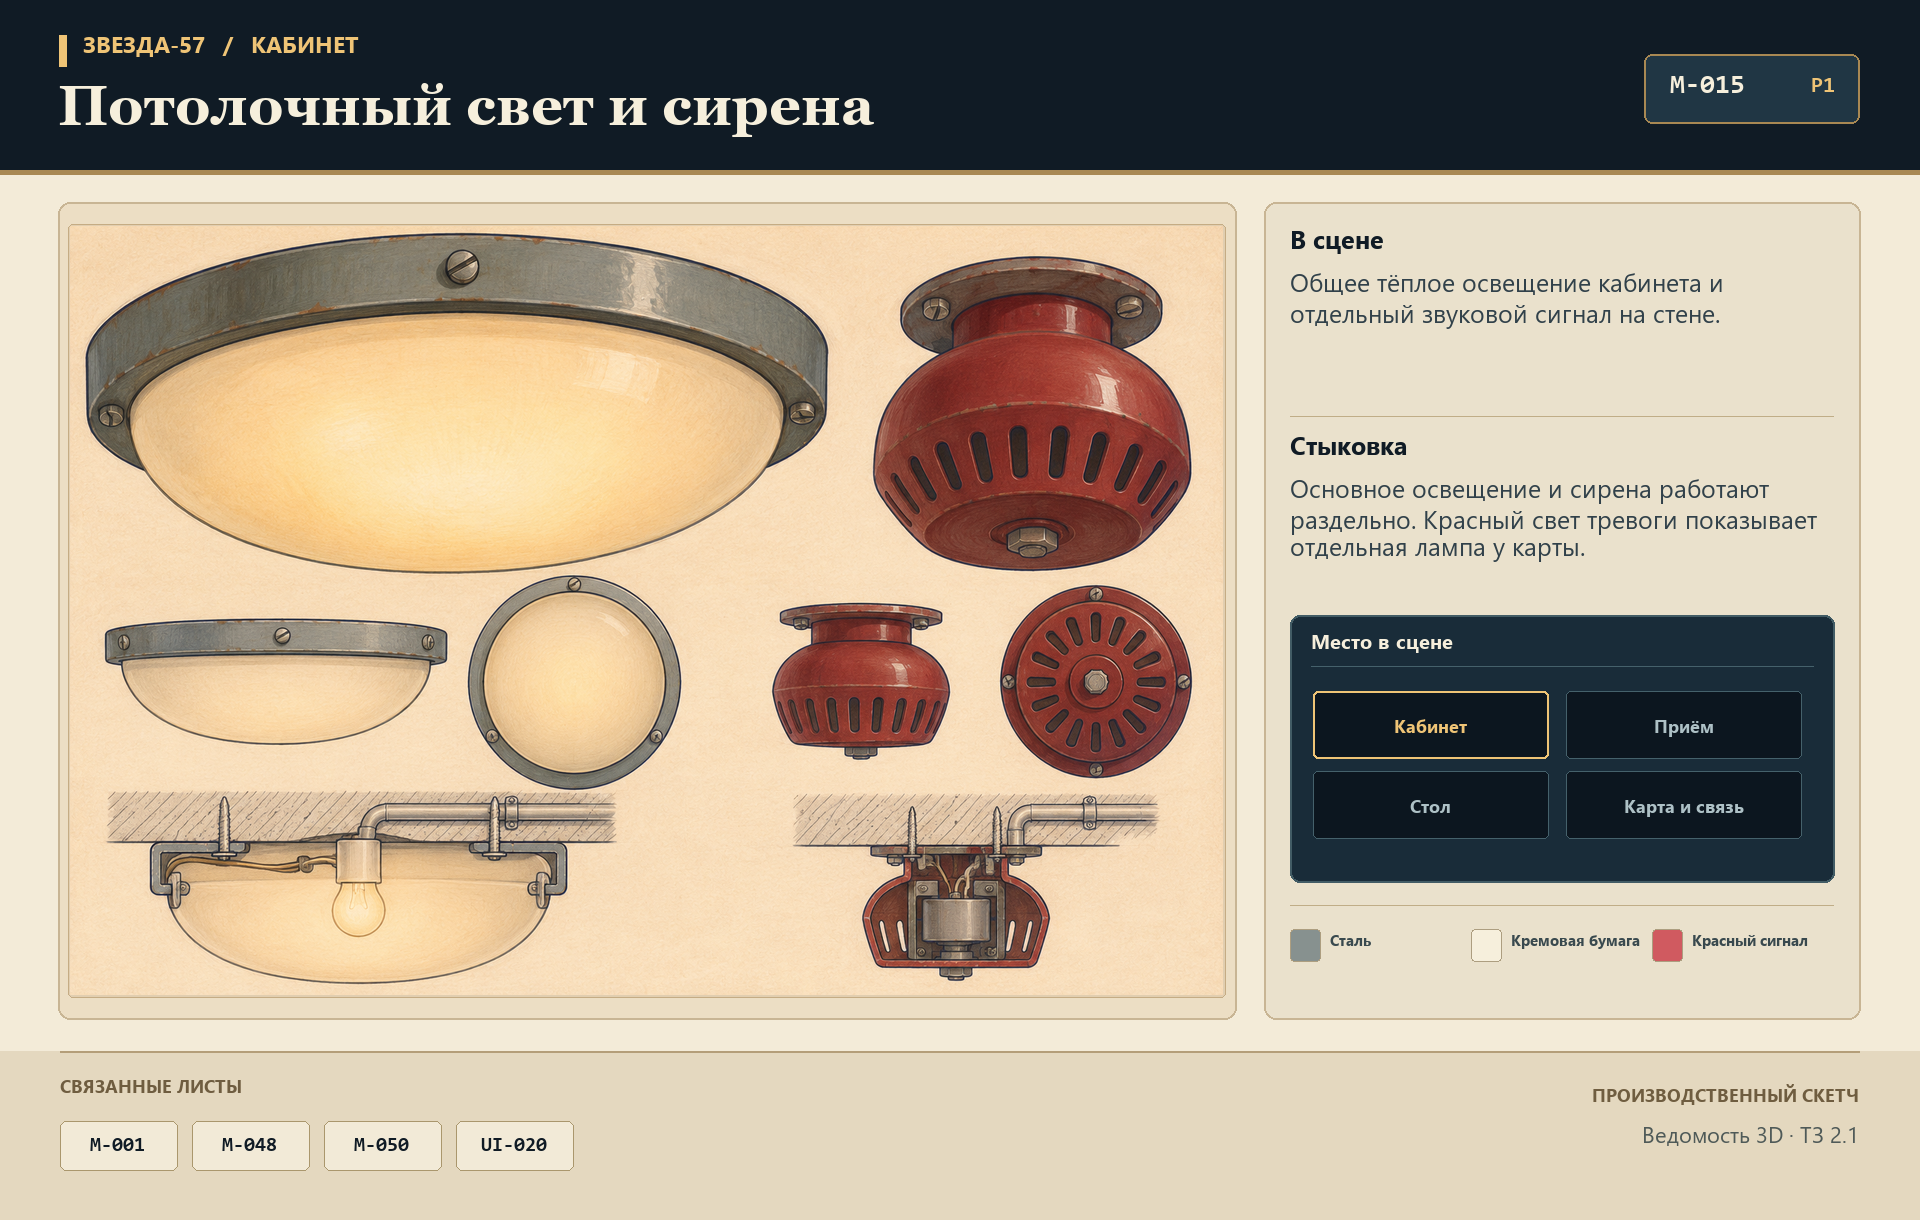 ЗВЕЗДА-57 / КАБИНЕТ
Потолочный свет и сирена
М-015 P1
В сцене
Общее тёплое освещение кабинета и
отдельный звуковой сигнал на стене.
Стыковка
Основное освещение и сирена работают
раздельно. Красный свет тревоги показывает
отдельная лампа у карты.
Место в сцене
Кабинет
Приём
Стол
Карта и связь
Сталь
Кремовая бумага
Красный сигнал
СВЯЗАННЫЕ ЛИСТЫ
М-001
М-048
М-050
UI-020
ПРОИЗВОДСТВЕННЫЙ СКЕТЧ
Ведомость 3D · ТЗ 2.1